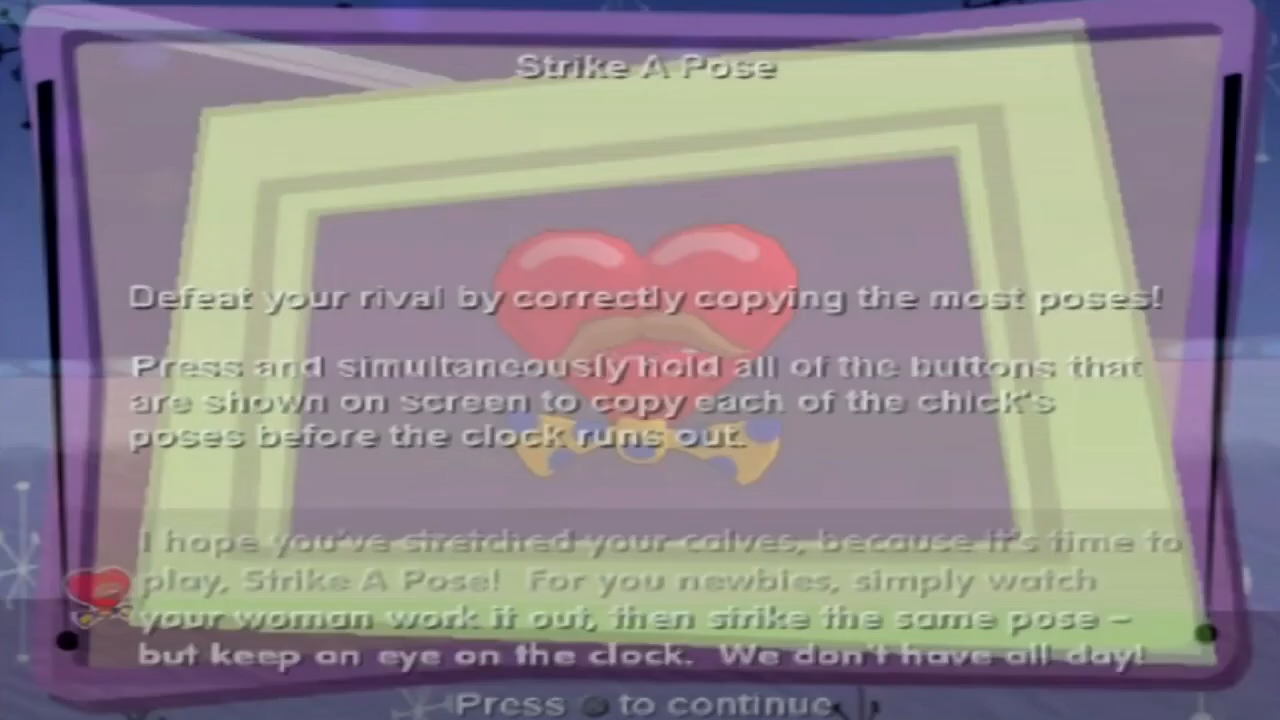 Strike A Pose
Defeat your rival by correctly copying the most poses!
Press and simultaneously hold all of the buttons that
are shown on screen to copy each of the chick's
poses before the clock runs out.
I hope you've stretched your calves, because it's time to
play, Strike A Pose!  For you newbies, simply watch
your woman work it out, then strike the same pose –
but keep an eye on the clock.  We don't have all day!
Press to continue